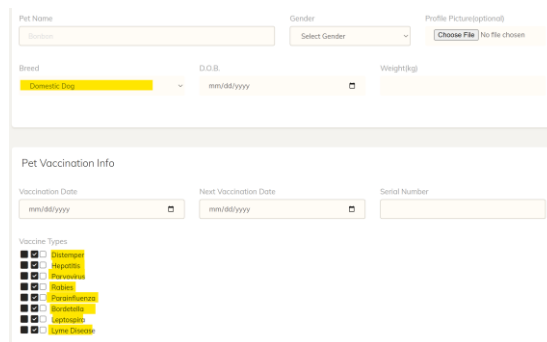 Pet Name Gender Profile Picture(optional)
Bonbon Select Gender Choose File No file chosen
Breed D.O.B. Weight(kg)
Domestic Dog mm/dd/yyyy
Pet Vaccination Info
Vaccination Date Next Vaccination Date Serial Number
mm/dd/yyyy mm/dd/yyyy
Vaccine Types
Distemper
Hepatitis
Parvovirus
Rabies
Parainfluenza
Bordetella
Leptospira
Lyme Disease